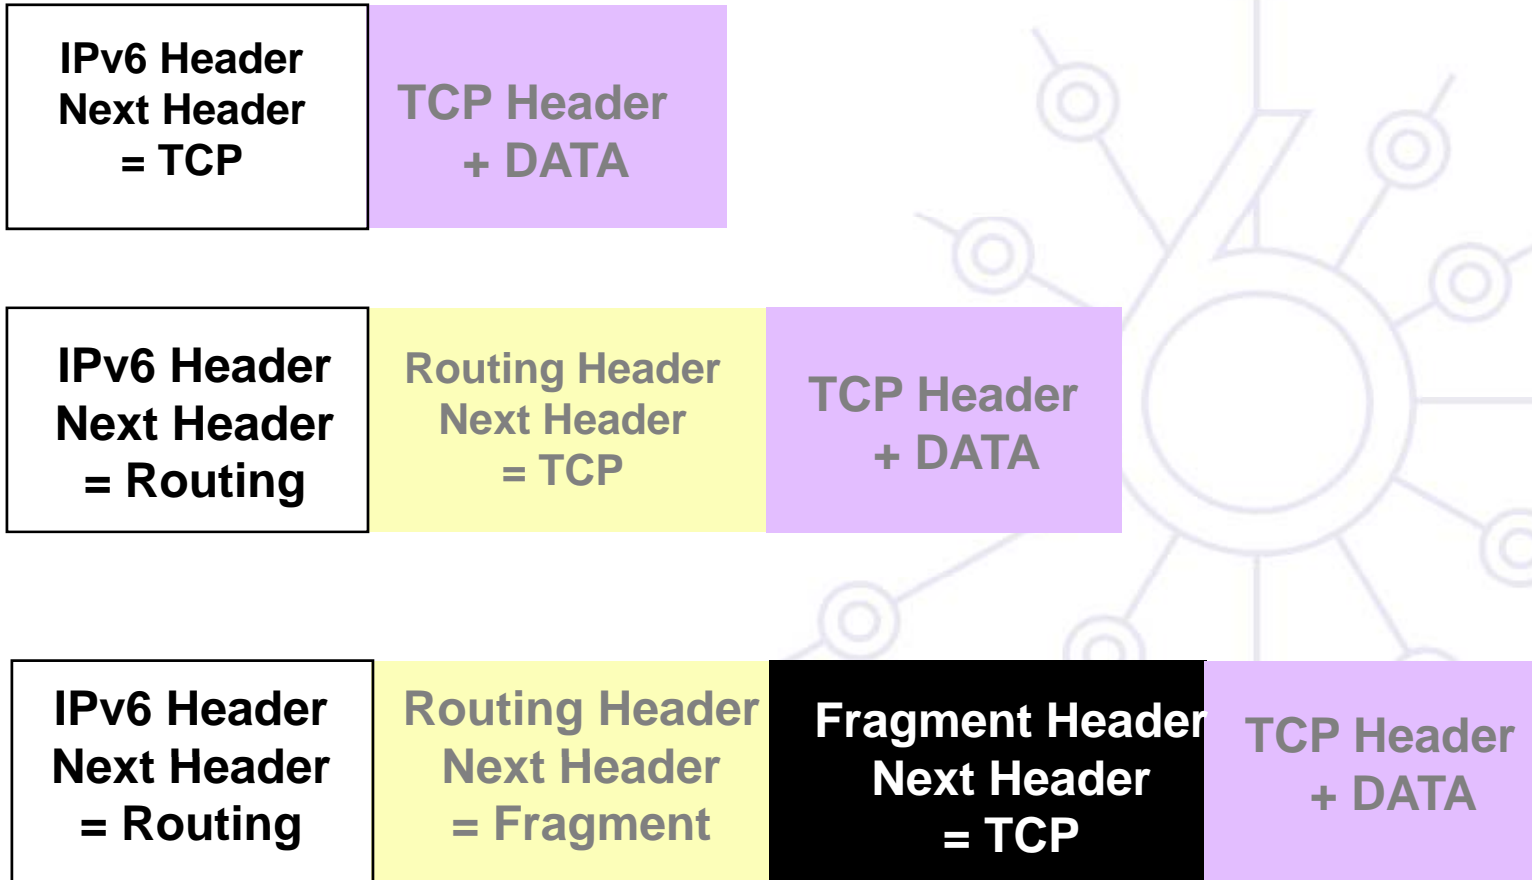 IPv6 Header
Next Header
= TCP
TCP Header
+ DATA
IPv6 Header
Next Header
= Routing
Routing Header
Next Header
= TCP
TCP Header
+ DATA
IPv6 Header
Next Header
= Routing
Routing Header
Next Header
= Fragment
Fragment Header
Next Header
= TCP
TCP Header
+ DATA